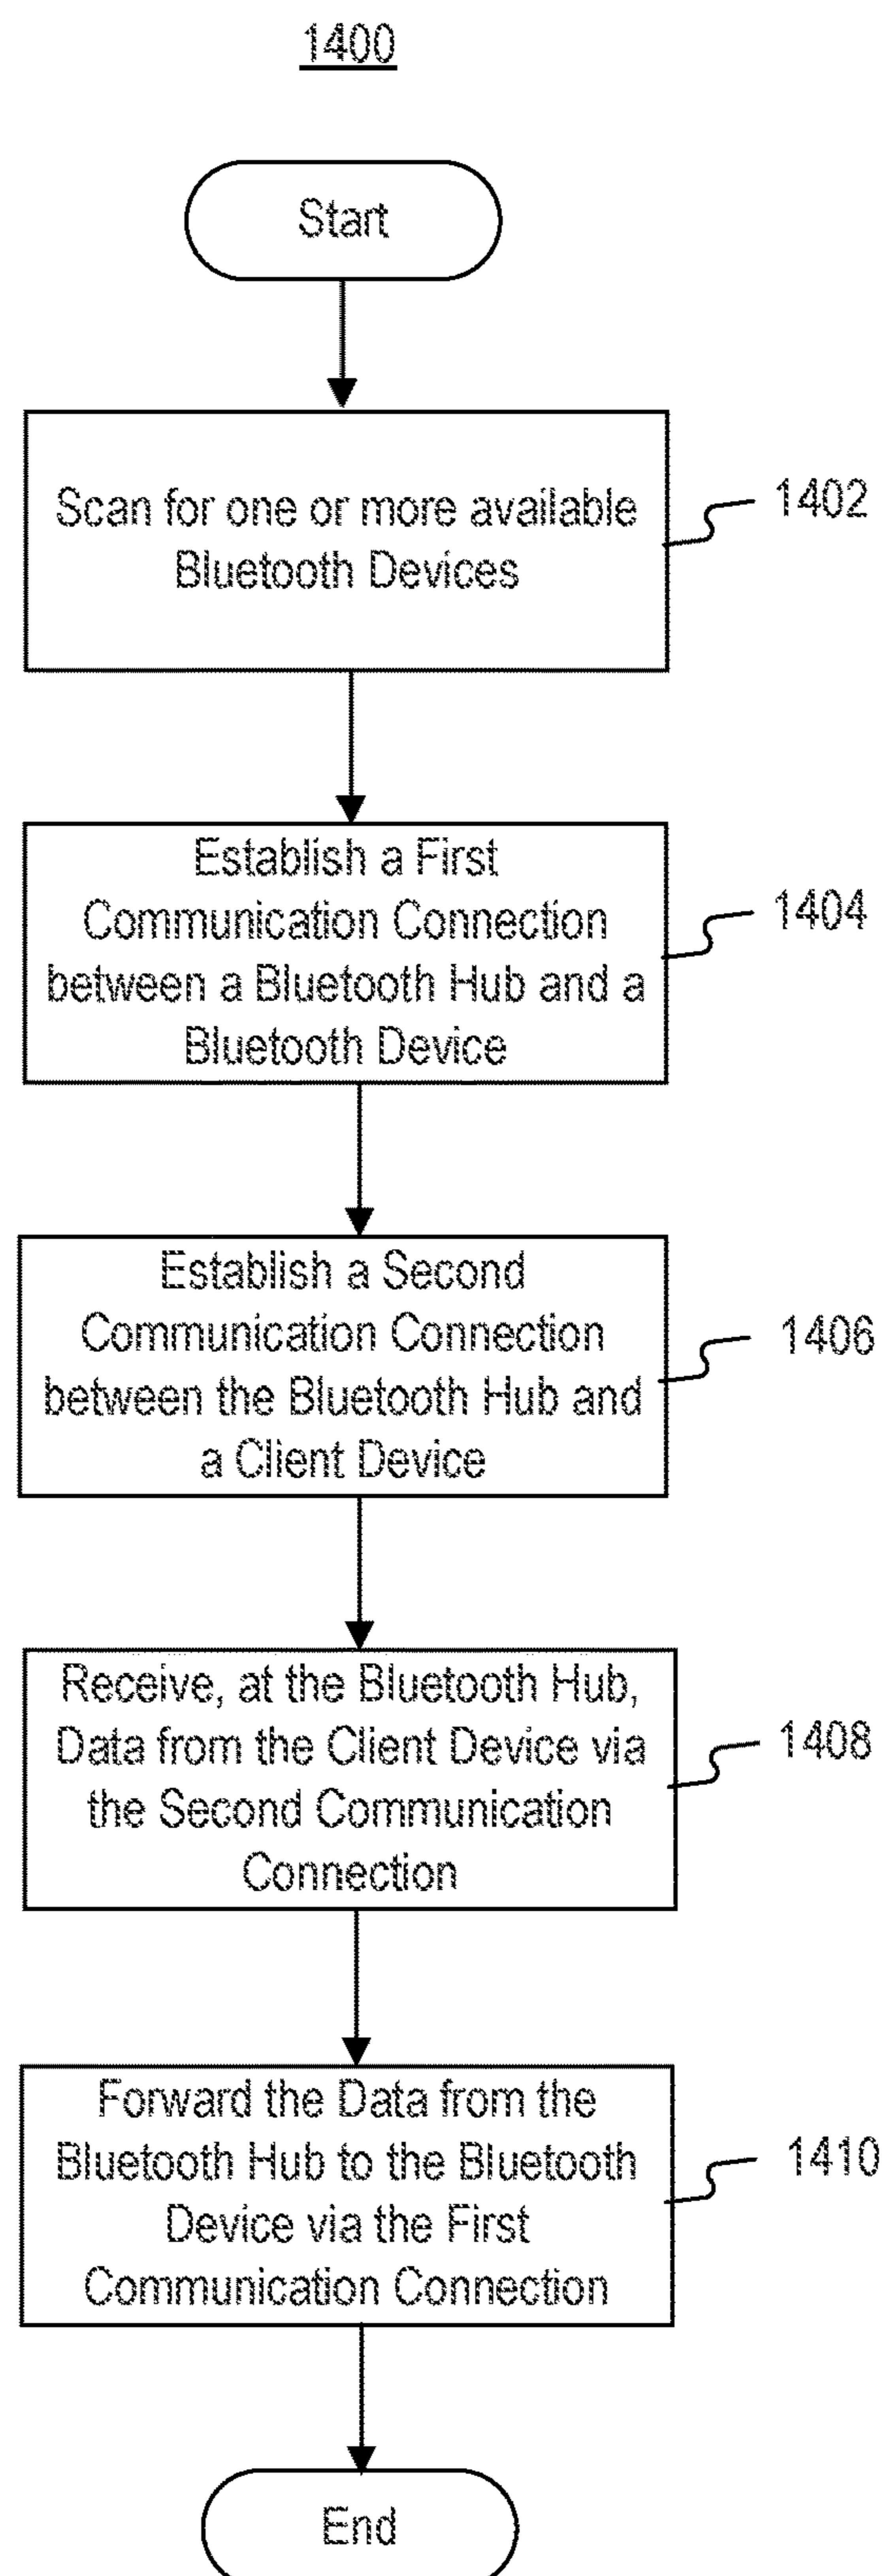 1400
Start
Scan for one or more available
Bluetooth Devices
1402
Establish a First
Communication Connection
between a Bluetooth Hub and a
Bluetooth Device
1404
Establish a Second
Communication Connection
between the Bluetooth Hub and
a Client Device
1406
Receive, at the Bluetooth Hub,
Data from the Client Device via
the Second Communication
Connection
1408
Forward the Data from the
Bluetooth Hub to the Bluetooth
Device via the First
Communication Connection
1410
End